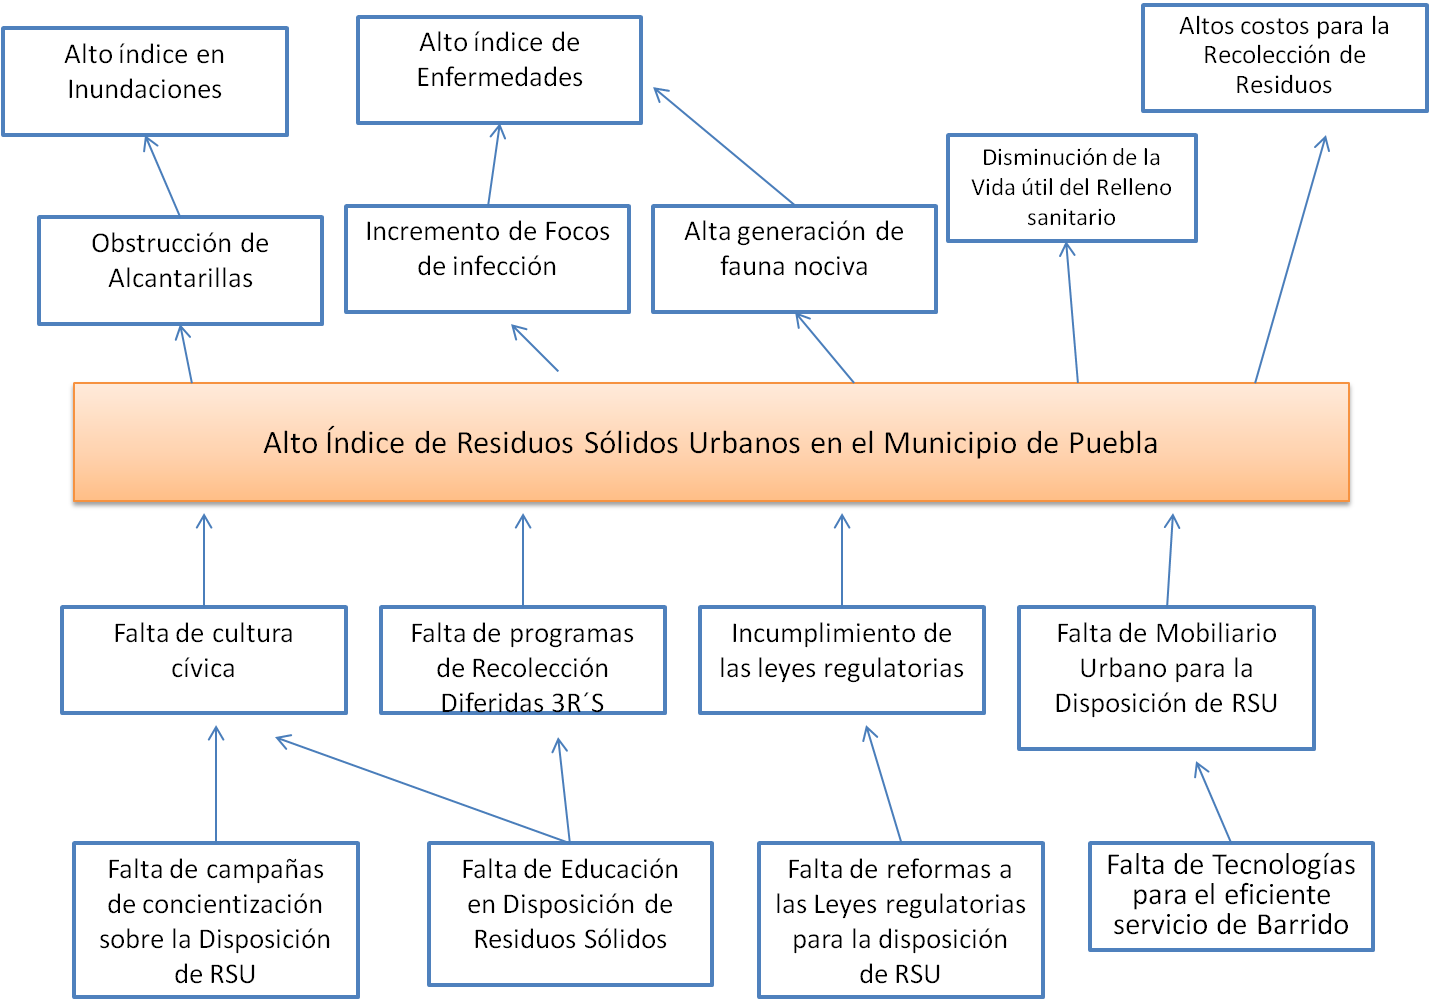 Alto índice en
Inundaciones
Alto índice de
Enfermedades
Altos costos para la
Recolección de
Residuos
Disminución de la
Vida útil del Relleno
sanitario
Obstrucción de
Alcantarillas
Incremento de Focos
de infección
Alta generación de
fauna nociva
Alto Índice de Residuos Sólidos Urbanos en el Municipio de Puebla
Falta de cultura
cívica
Falta de programas
de Recolección
Diferidas 3R´S
Incumplimiento de
las leyes regulatorias
Falta de Mobiliario
Urbano para la
Disposición de RSU
Falta de campañas
de concientización
sobre la Disposición
de RSU
Falta de Educación
en Disposición de
Residuos Sólidos
Falta de reformas a
las Leyes regulatorias
para la disposición
de RSU
Falta de Tecnologías
para el eficiente
servicio de Barrido